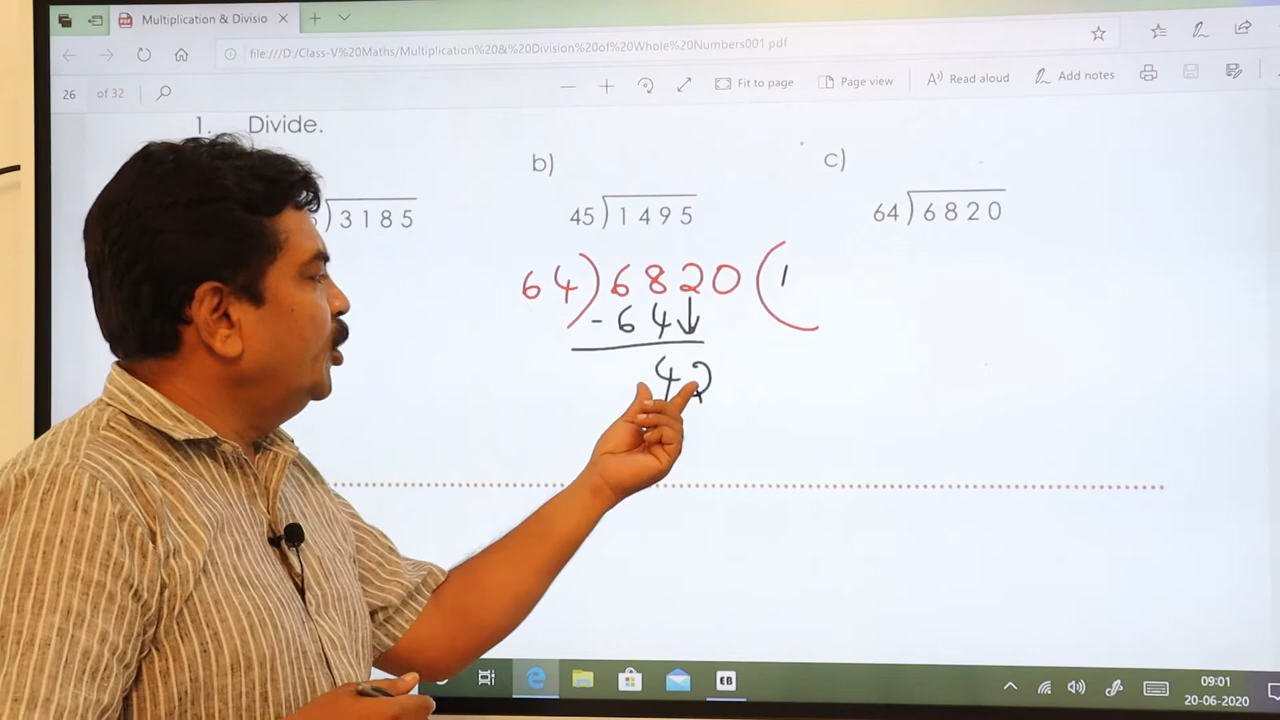 Multiplication & Divisio
file:///D:/Class-V%20Maths/Multiplication%20&%20Division%20of%20Whole%20Numbers001.pdf
26 of 32
Fit to page
Page view
Read aloud
Add notes
1. Divide.
b)
c)
) 3 1 8 5
45 ) 1 4 9 5
64 ) 6 8 2 0
64 ) 6 8 2 0 ( 1
- 6 4 ↓
4 2
EB
09:01
20-06-2020